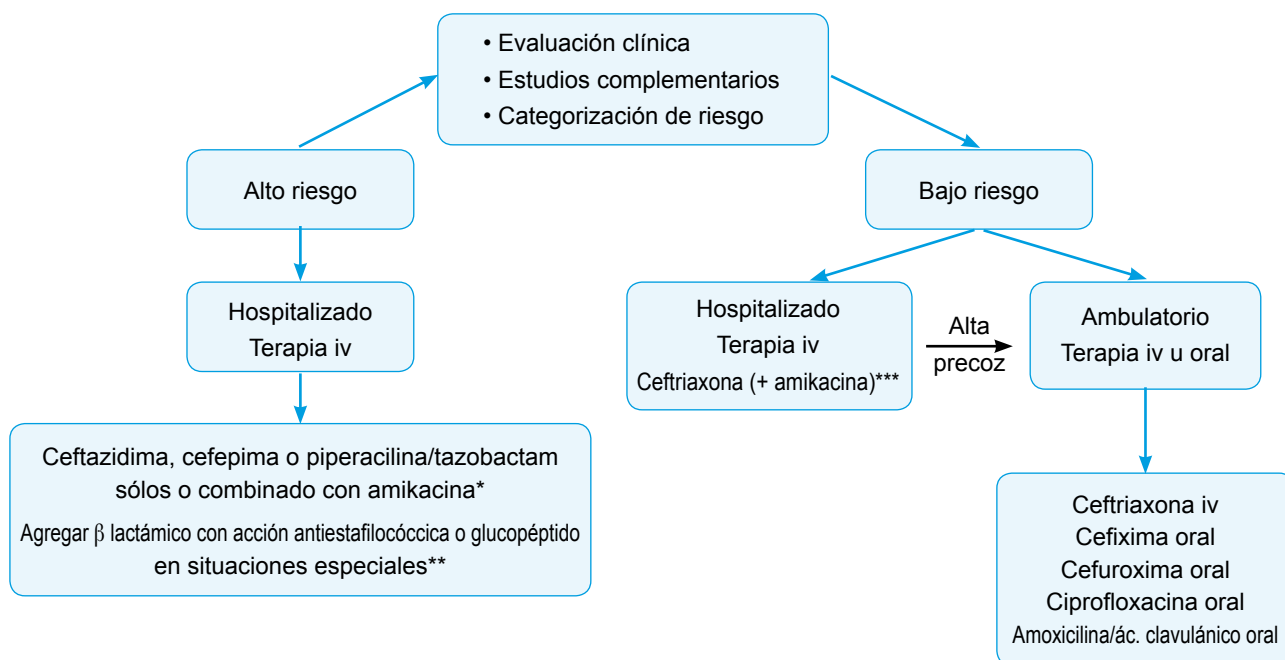 • Evaluación clínica
• Estudios complementarios
• Categorización de riesgo
Alto riesgo
Bajo riesgo
Hospitalizado
Terapia iv
Hospitalizado
Terapia iv
Ceftriaxona (+ amikacina)***
Alta
precoz
Ambulatorio
Terapia iv u oral
Ceftazidima, cefepima o piperacilina/tazobactam
sólos o combinado con amikacina*
Agregar β lactámico con acción antiestafilocóccica o glucopéptido
en situaciones especiales**
Ceftriaxona iv
Cefixima oral
Cefuroxima oral
Ciprofloxacina oral
Amoxicilina/ác. clavulánico oral